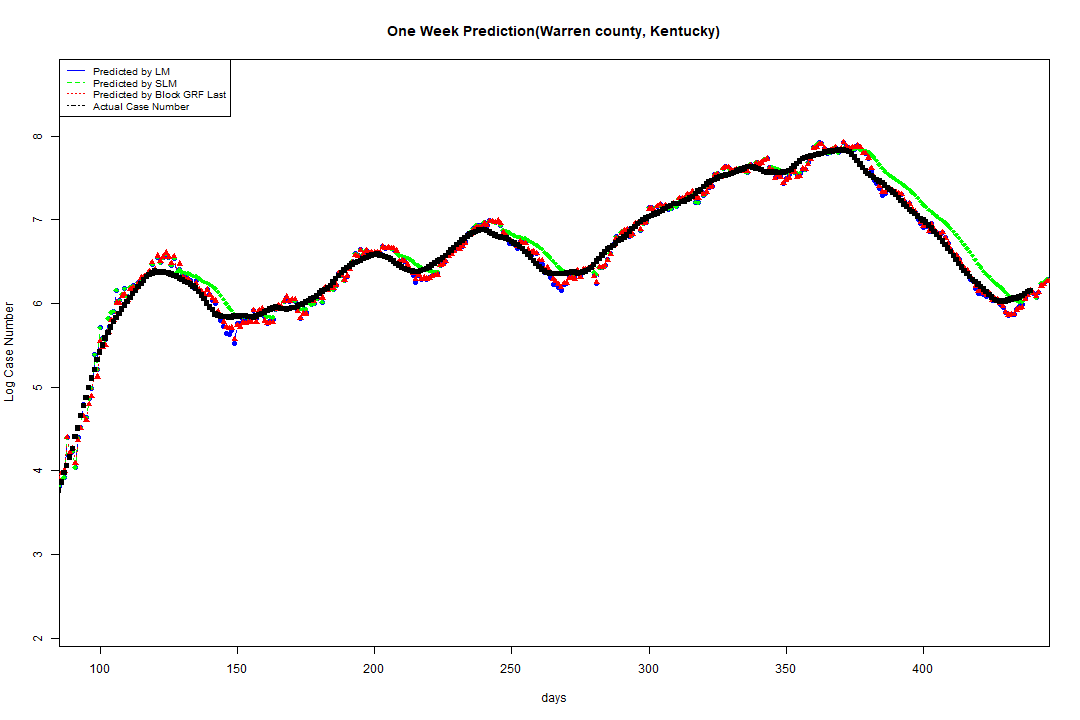 One Week Prediction(Warren county, Kentucky)
Predicted by LM
Predicted by SLM
Predicted by Block GRF Last
Actual Case Number
Log Case Number
8
7
6
5
4
3
2
100 150 200 250 300 350 400
days